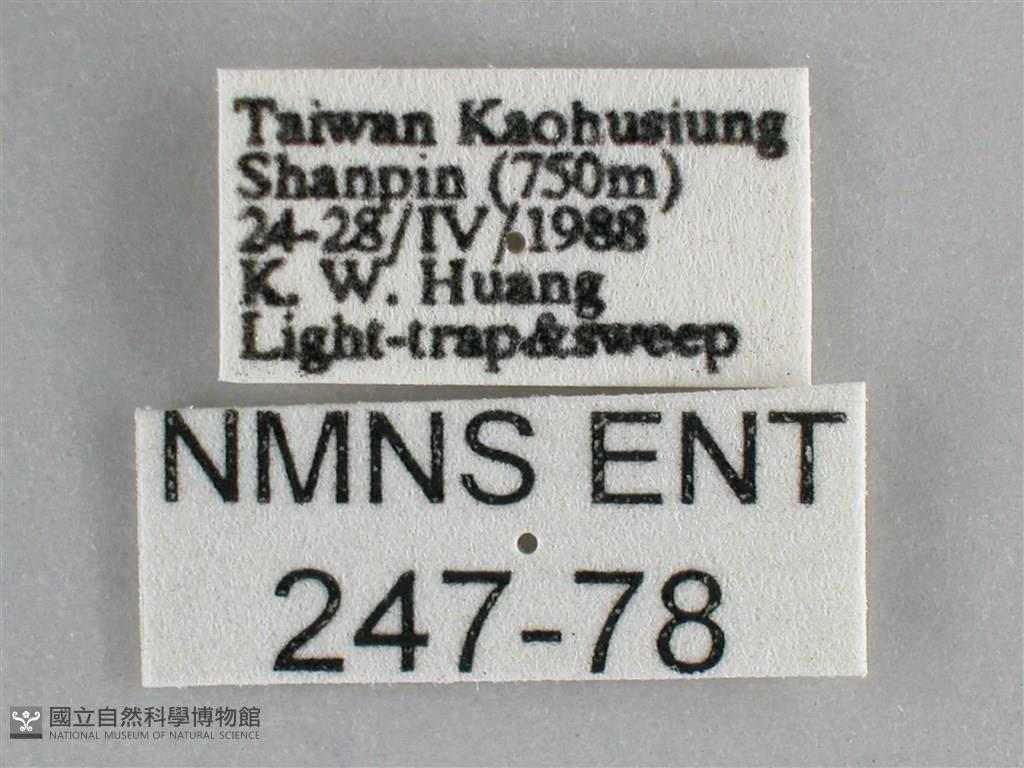 Taiwan Kaohusiung
Shanpin (750m)
24-28/IV/1988
K. W. Huang
Light-trap&sweep
NMNS ENT
247-78
國立自然科學博物館
NATIONAL MUSEUM OF NATURAL SCIENCE